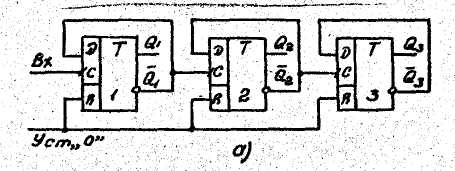 D T Q₁ D T Q₂ D T Q₃
Вх C Q̄₁ C Q̄₂ C Q̄₃
R 1 R 2 R 3
Уст„0"
а)